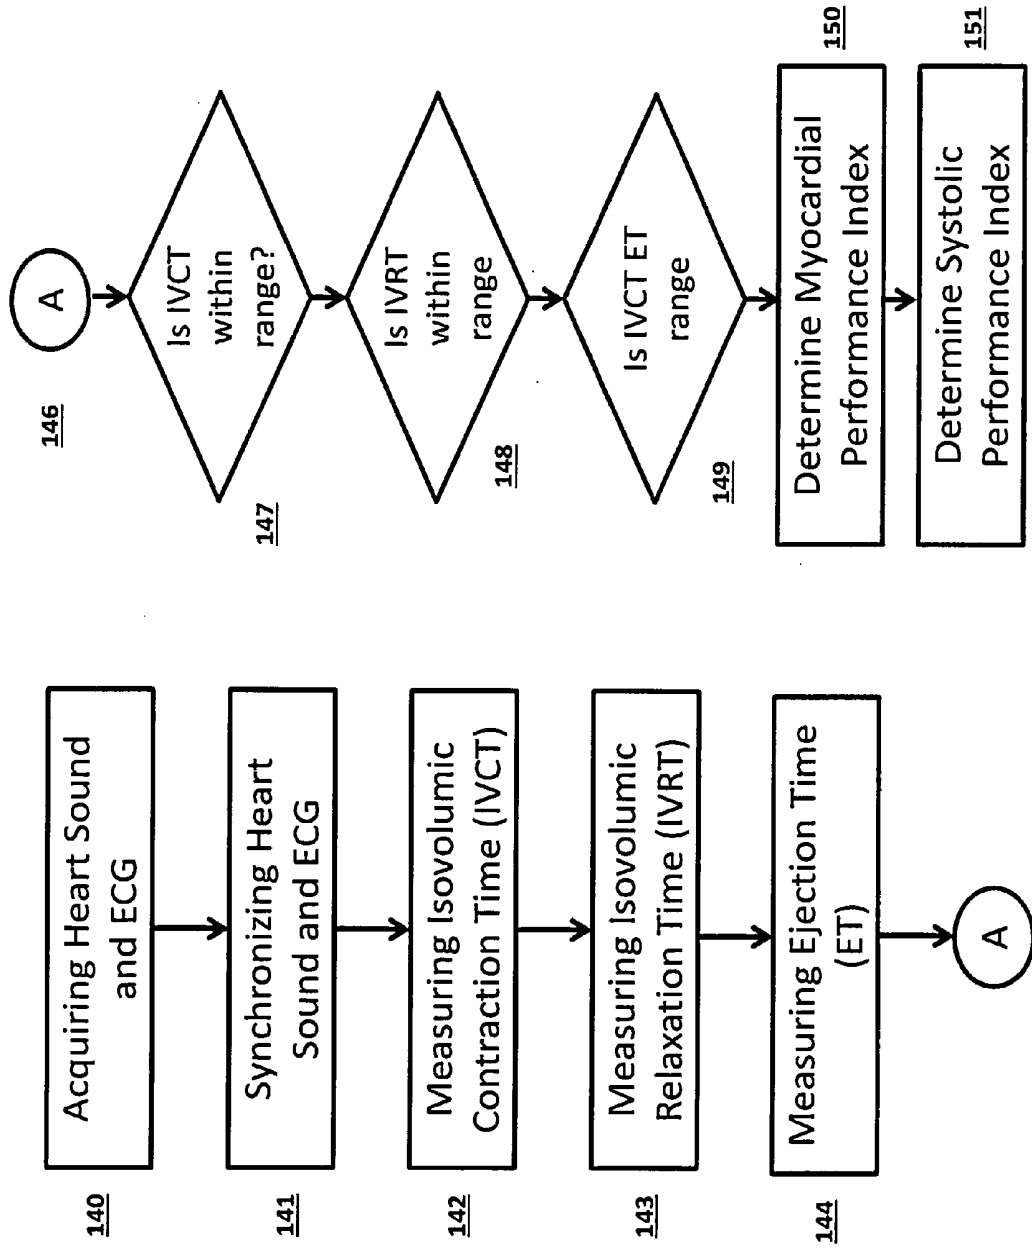 140
Acquiring Heart Sound
and ECG
141
Synchronizing Heart
Sound and ECG
142
Measuring Isovolumic
Contraction Time (IVCT)
143
Measuring Isovolumic
Relaxation Time (IVRT)
144
Measuring Ejection Time
(ET)
A
146
A
147
Is IVCT
within
range?
148
Is IVRT
within
range
149
Is IVCT ET
range
150
Determine Myocardial
Performance Index
151
Determine Systolic
Performance Index